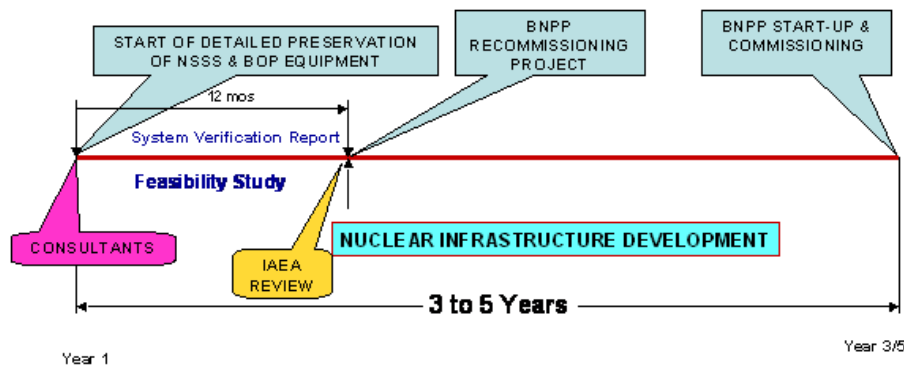 START OF DETAILED PRESERVATION
OF NSSS & BOP EQUIPMENT
BNPP
RECOMMISSIONING
PROJECT
BNPP START-UP &
COMMISSIONING
12 mos
System Verification Report
Feasibility Study
CONSULTANTS
IAEA
REVIEW
NUCLEAR INFRASTRUCTURE DEVELOPMENT
3 to 5 Years
Year 1
Year 3/5